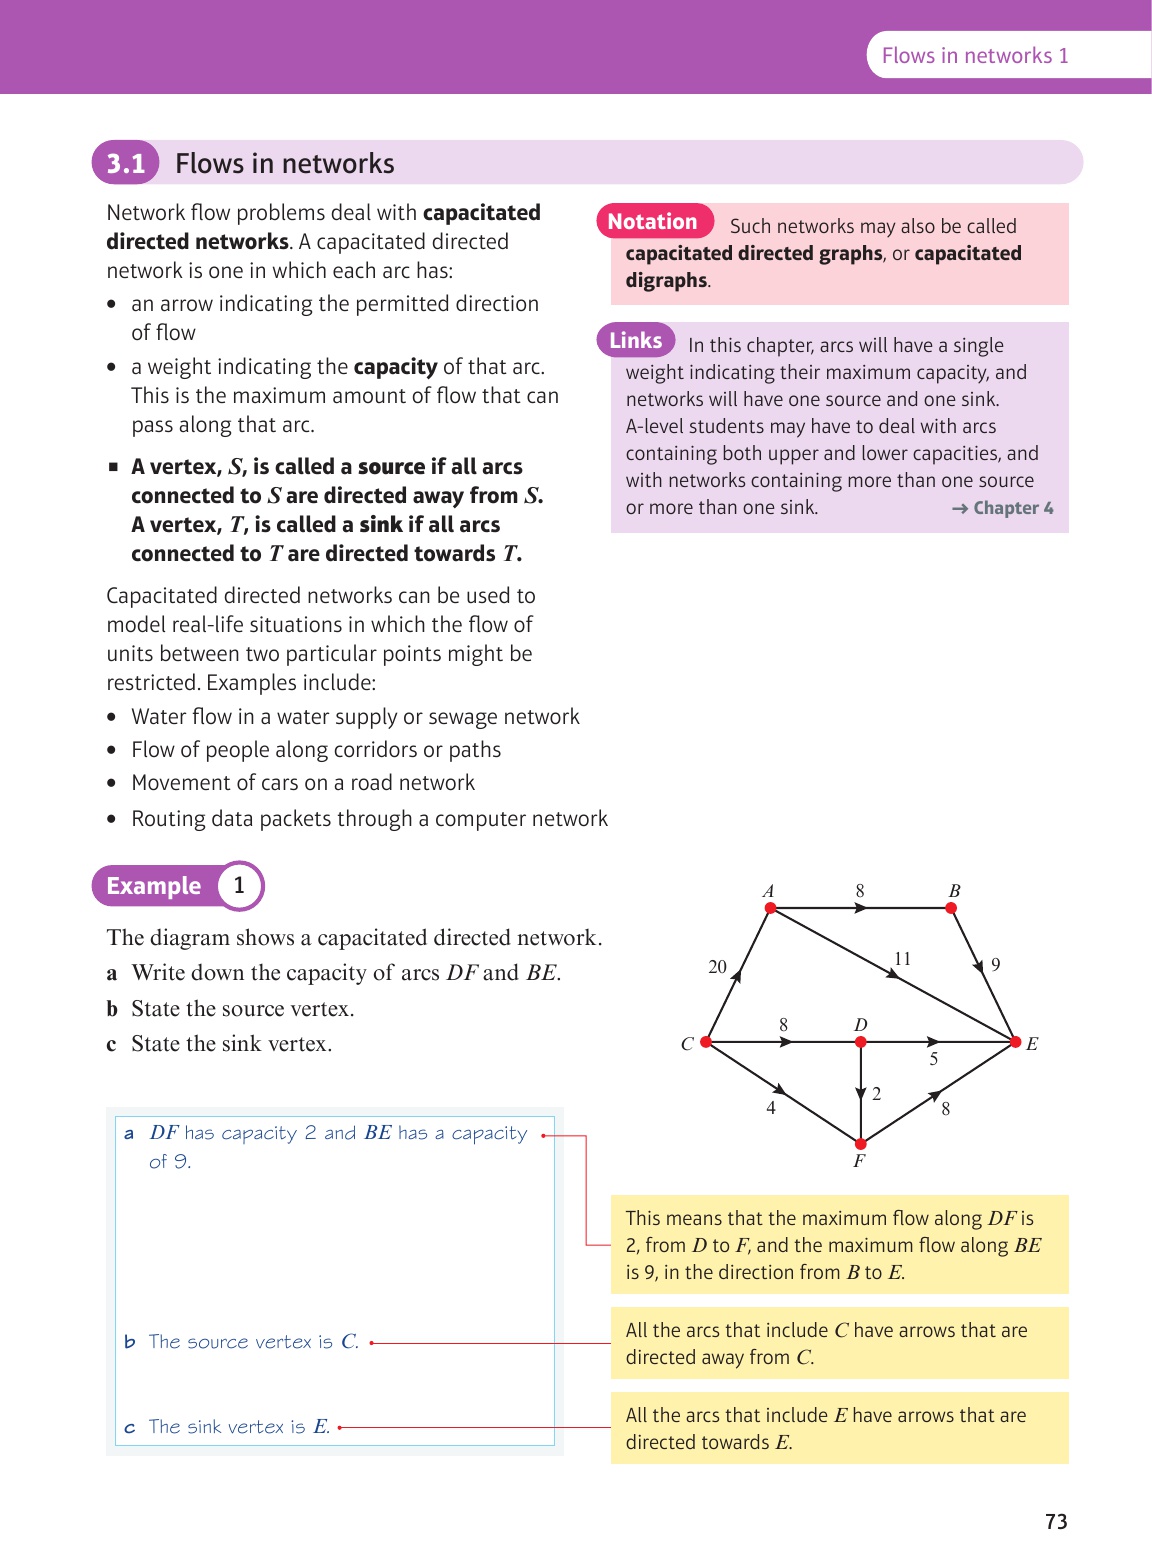 Flows in networks 1
3.1 Flows in networks
Network flow problems deal with capacitated
directed networks. A capacitated directed
network is one in which each arc has:
• an arrow indicating the permitted direction
of flow
• a weight indicating the capacity of that arc.
This is the maximum amount of flow that can
pass along that arc.
■ A vertex, S, is called a source if all arcs
connected to S are directed away from S.
A vertex, T, is called a sink if all arcs
connected to T are directed towards T.
Notation Such networks may also be called
capacitated directed graphs, or capacitated
digraphs.
Links In this chapter, arcs will have a single
weight indicating their maximum capacity, and
networks will have one source and one sink.
A-level students may have to deal with arcs
containing both upper and lower capacities, and
with networks containing more than one source
or more than one sink. → Chapter 4
Capacitated directed networks can be used to
model real-life situations in which the flow of
units between two particular points might be
restricted. Examples include:
• Water flow in a water supply or sewage network
• Flow of people along corridors or paths
• Movement of cars on a road network
• Routing data packets through a computer network
Example 1
The diagram shows a capacitated directed network.
a Write down the capacity of arcs DF and BE.
b State the source vertex.
c State the sink vertex.
A 8 B
20 11 9
8 D
C E
5
4 2 8
F
a DF has capacity 2 and BE has a capacity
of 9.
This means that the maximum flow along DF is
2, from D to F, and the maximum flow along BE
is 9, in the direction from B to E.
b The source vertex is C.
All the arcs that include C have arrows that are
directed away from C.
c The sink vertex is E.
All the arcs that include E have arrows that are
directed towards E.
73